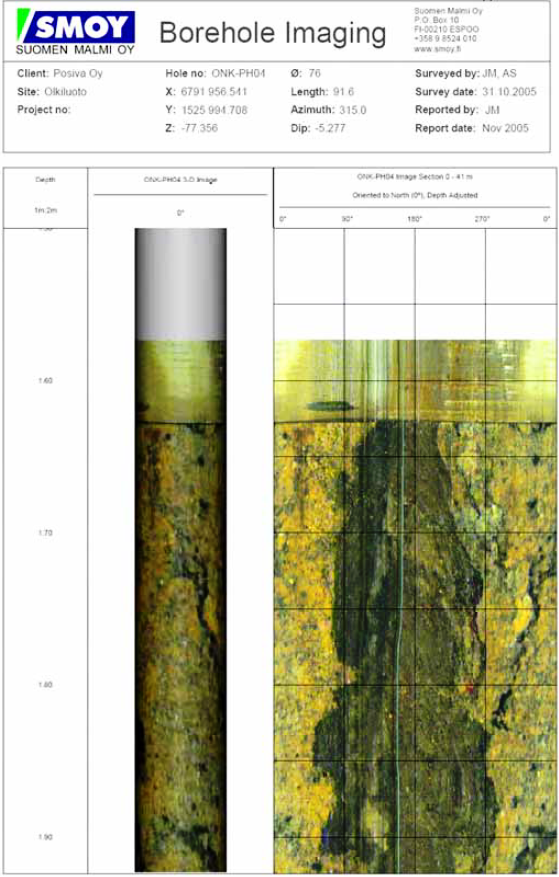 SMOY
SUOMEN MALMI OY
Borehole Imaging
Suomen Malmi Oy
P.O. Box 10
FI-00210 ESPOO
+358 9 8524 010
www.smoy.fi
Client: Posiva Oy
Hole no: ONK-PH04
Ø: 76
Surveyed by: JM, AS
Site: Olkiluoto
X: 6791 956.541
Length: 91.6
Survey date: 31.10.2005
Project no:
Y: 1525 994.708
Azimuth: 315.0
Reported by: JM
Z: -77.356
Dip: -5.277
Report date: Nov 2005
Depth
ONK-PH04 3-D Image
ONK-PH04 Image Section 0 - 41 m
Oriented to North (0°), Depth Adjusted
1m:2m
0°
0° 90° 180° 270° 0°
1.60
1.70
1.80
1.90